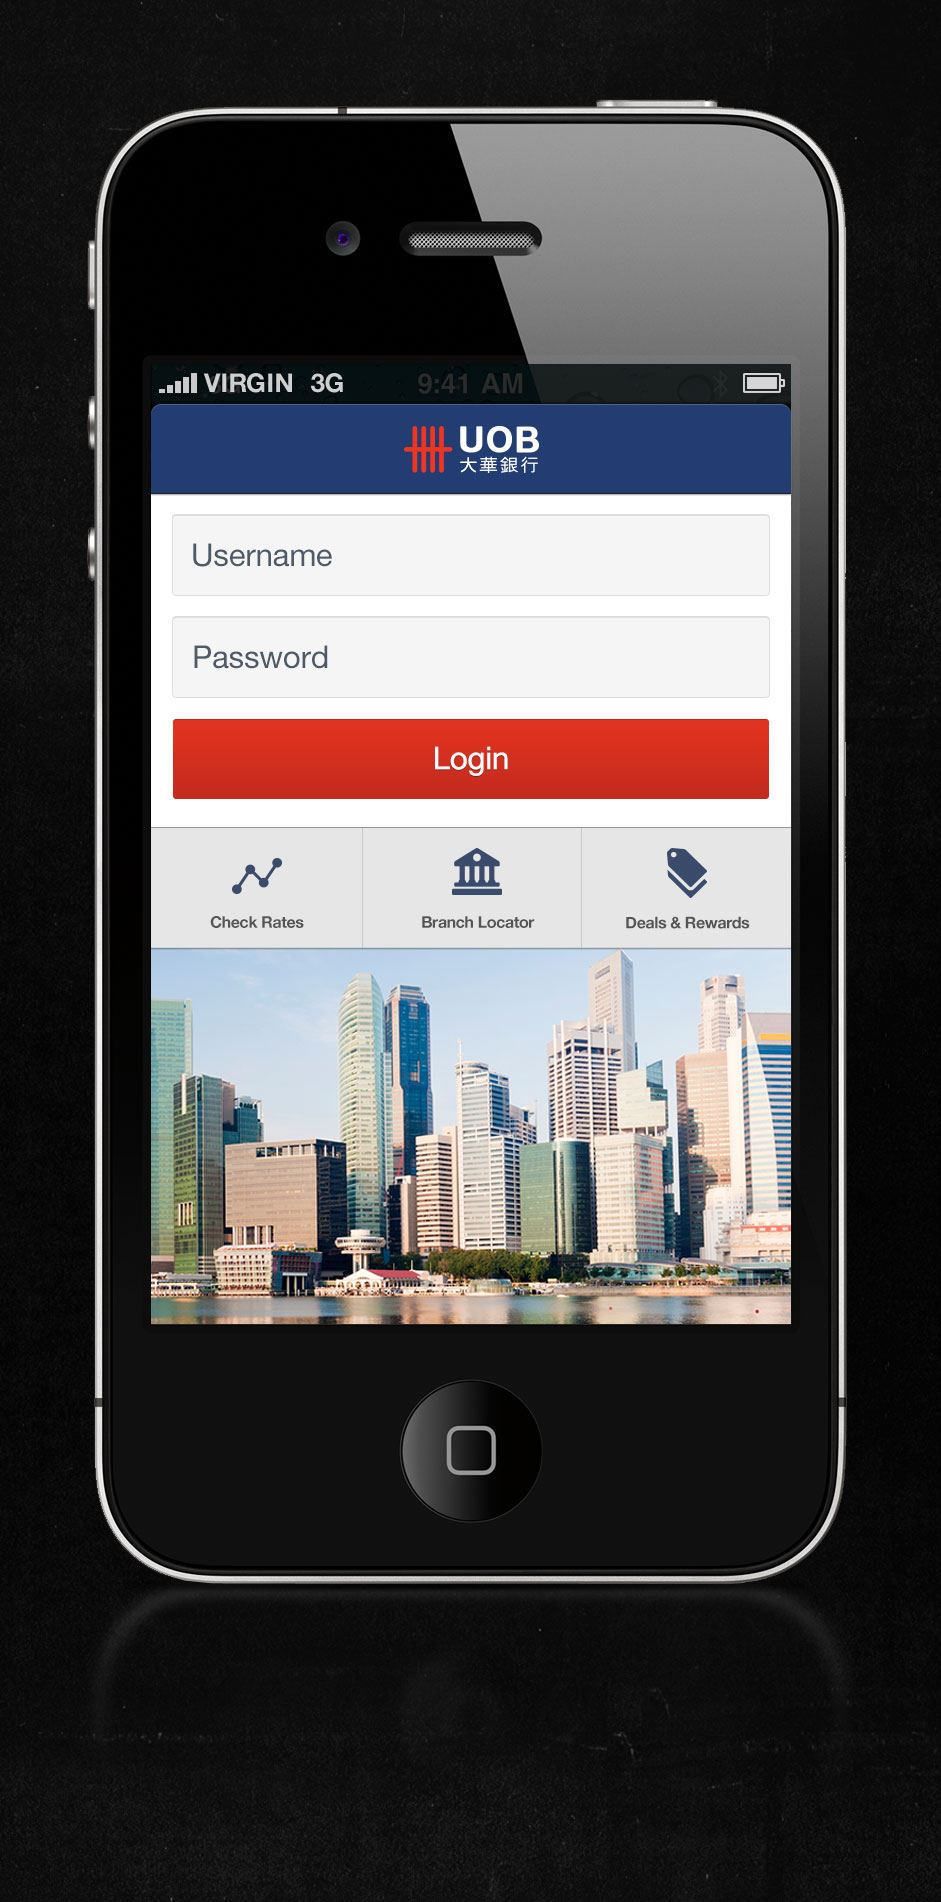 VIRGIN 3G 9:41 AM
UOB
大華銀行
Username
Password
Login
Check Rates
Branch Locator
Deals & Rewards